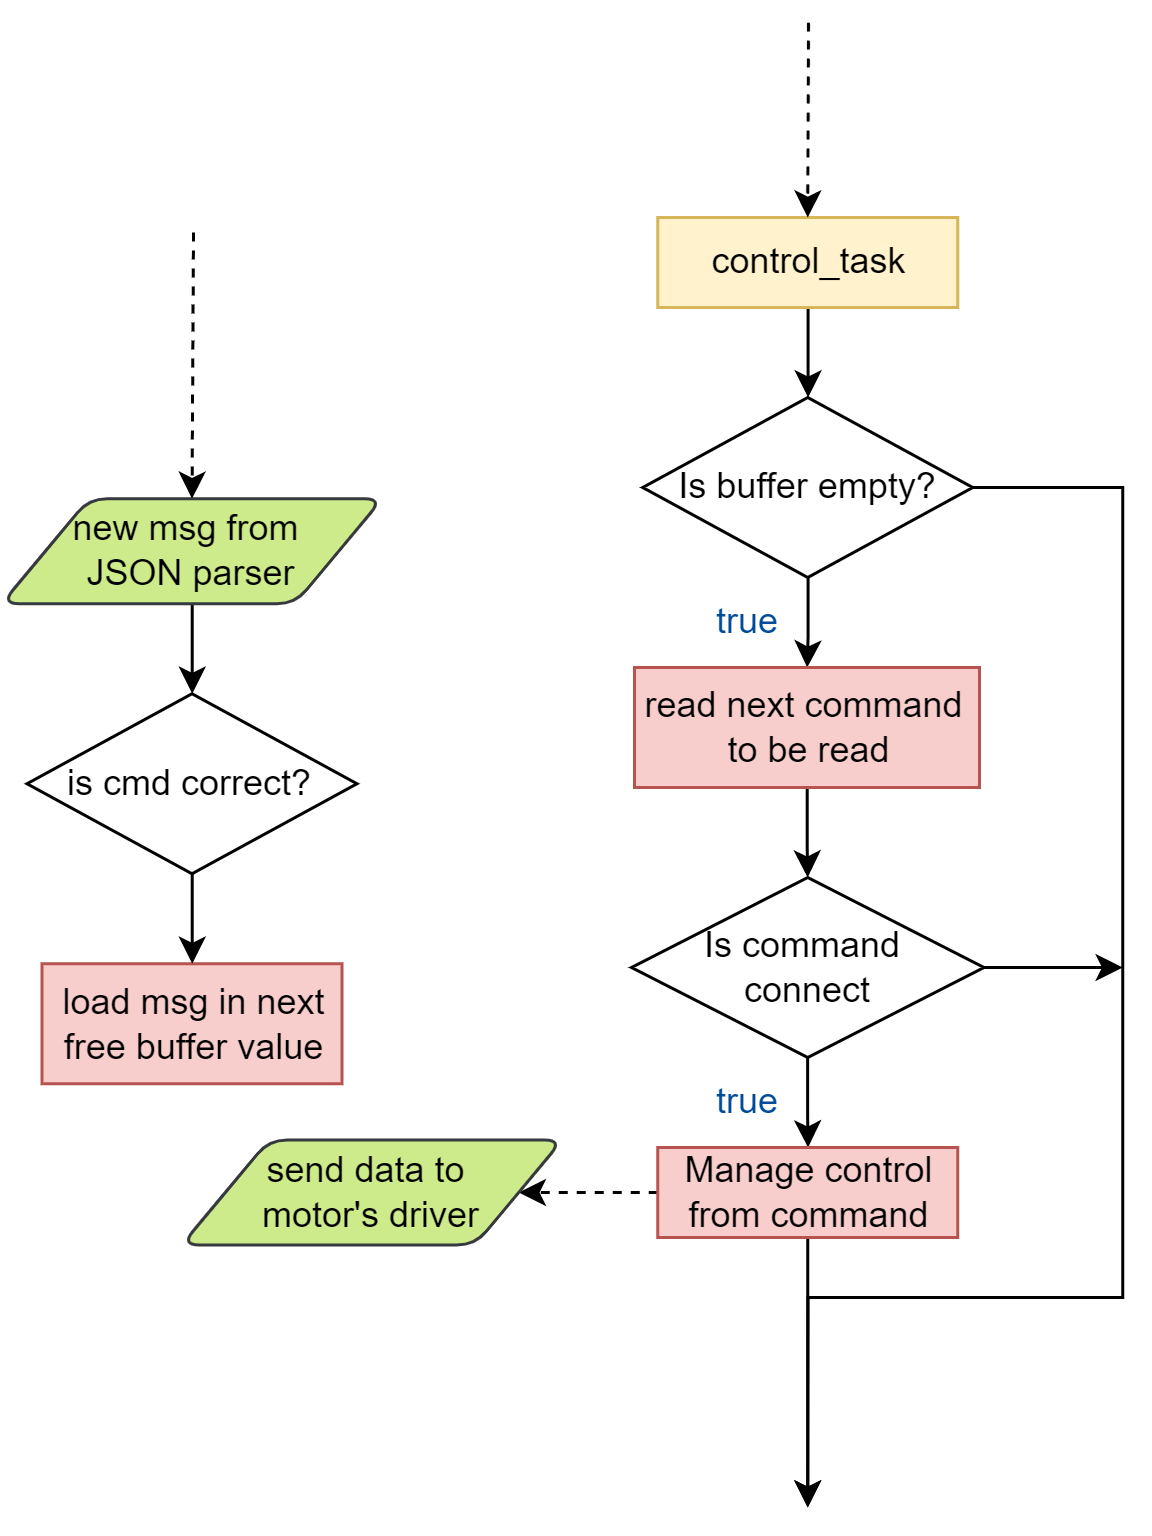 control_task
Is buffer empty?
new msg from
JSON parser
true
read next command
to be read
is cmd correct?
Is command
connect
load msg in next
free buffer value
true
send data to
motor's driver
Manage control
from command